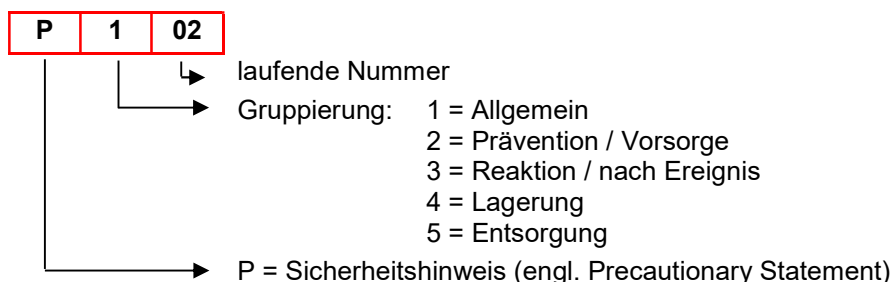 P 1 02
laufende Nummer
Gruppierung: 1 = Allgemein
2 = Prävention / Vorsorge
3 = Reaktion / nach Ereignis
4 = Lagerung
5 = Entsorgung
P = Sicherheitshinweis (engl. Precautionary Statement)